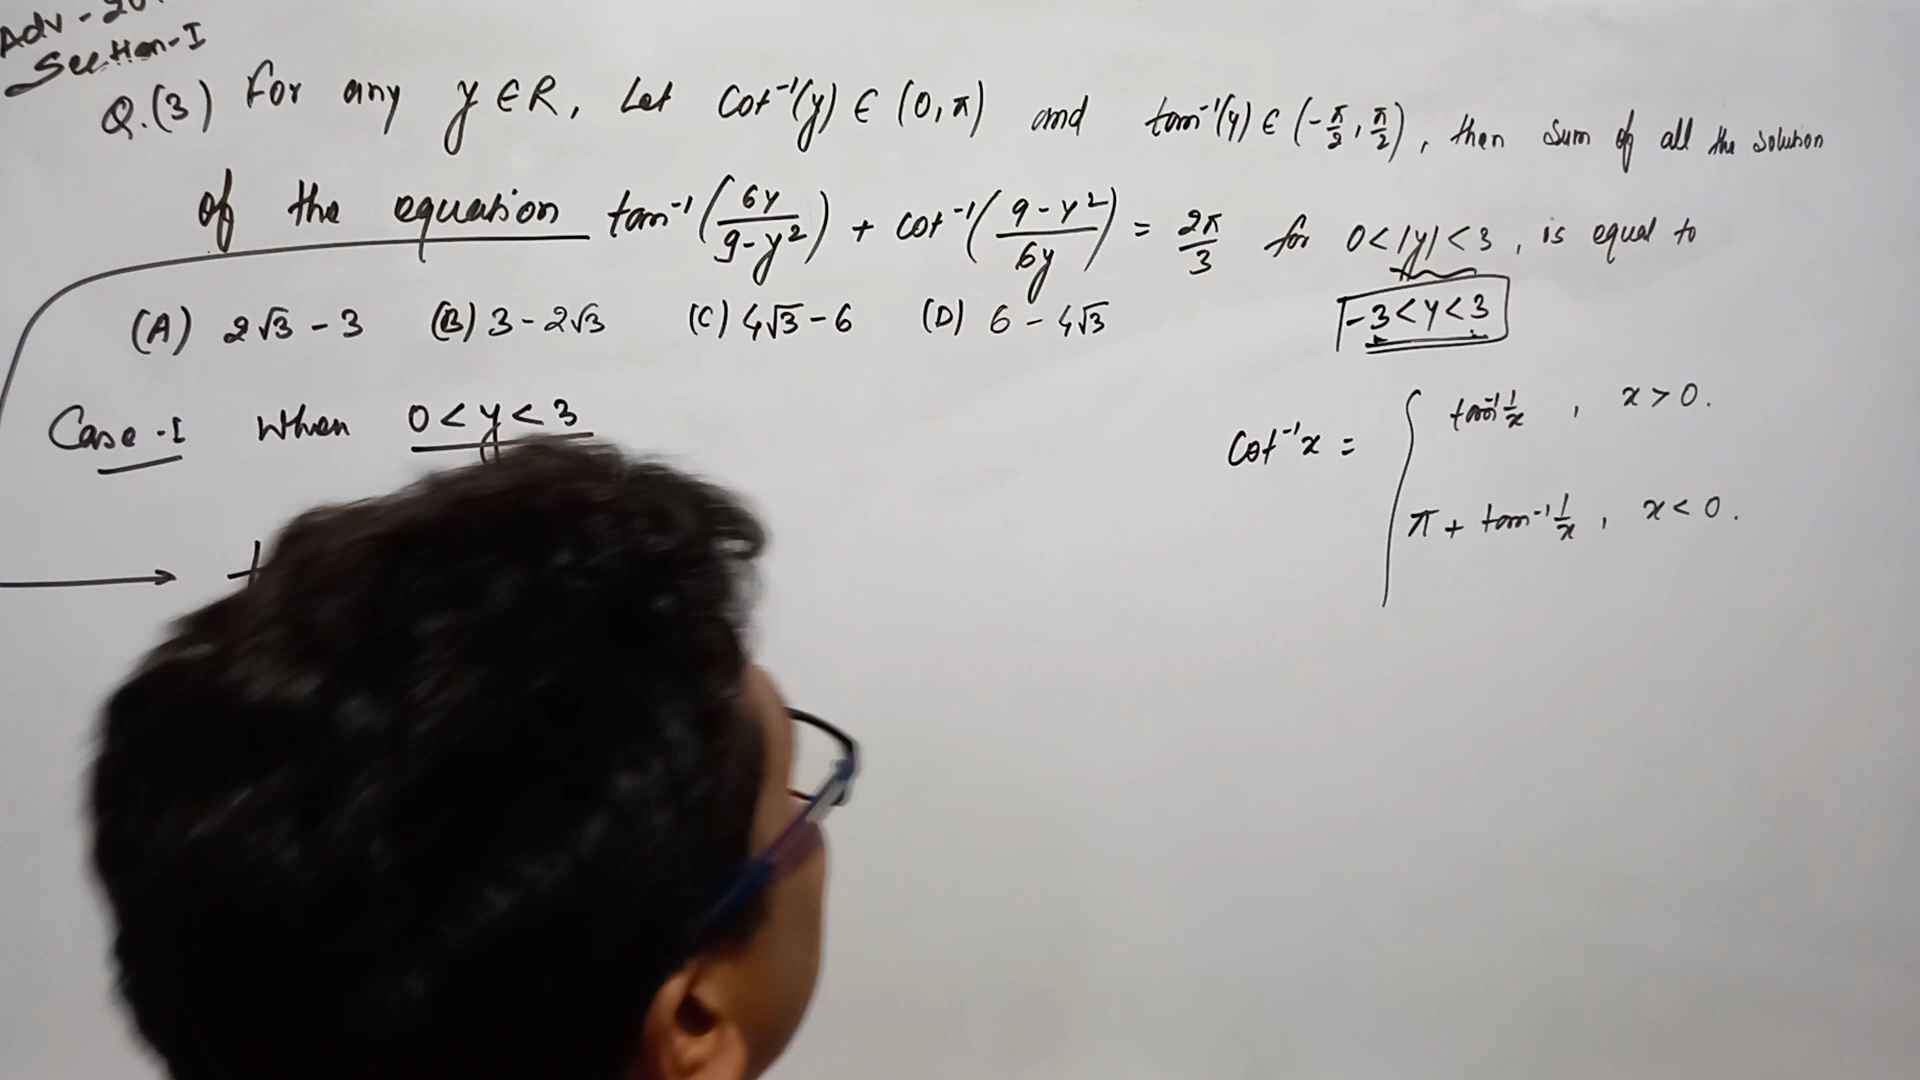 Adv - 20
Section-I
Q.(3) For any y ∈ R, Let Cot⁻¹(y) ∈ (0, π) and tan⁻¹(y) ∈ (-π/2, π/2), then sum of all the solution
of the equation tan⁻¹(6y/(9-y²)) + cot⁻¹((9-y²)/6y) = 2π/3 for 0<|y|<3, is equal to
-3<y<3
(A) 2√3 - 3 (B) 3 - 2√3 (C) 4√3 - 6 (D) 6 - 4√3
Case-I When 0<y<3
Cot⁻¹x = { tan⁻¹ 1/x , x > 0.
π + tan⁻¹ 1/x , x < 0.